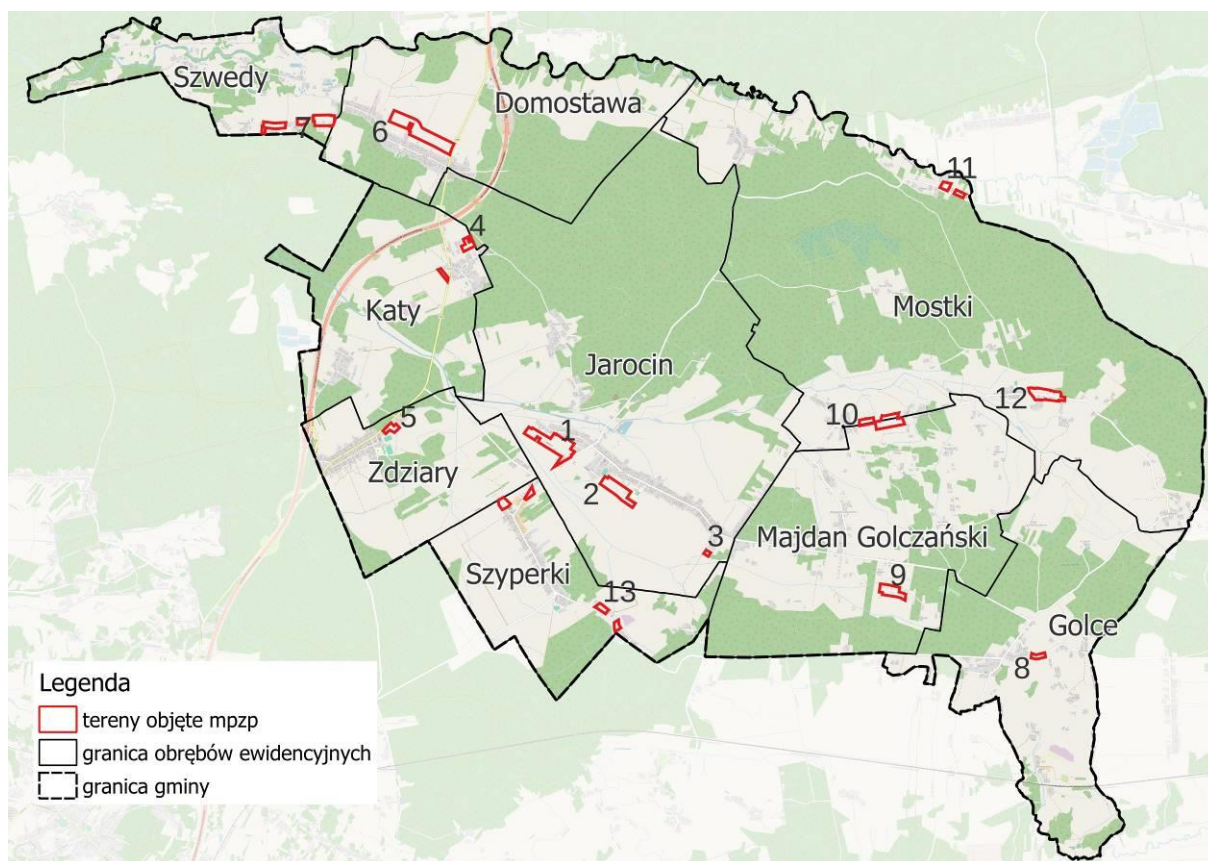 Szwedy
Domostawa
7
6
11
4
Katy
Mostki
Jarocin
12
10
5
1
Zdziary
2
3
Majdan Golczański
Szyperki
9
13
Golce
8
Legenda
tereny objęte mpzp
granica obrębów ewidencyjnych
granica gminy